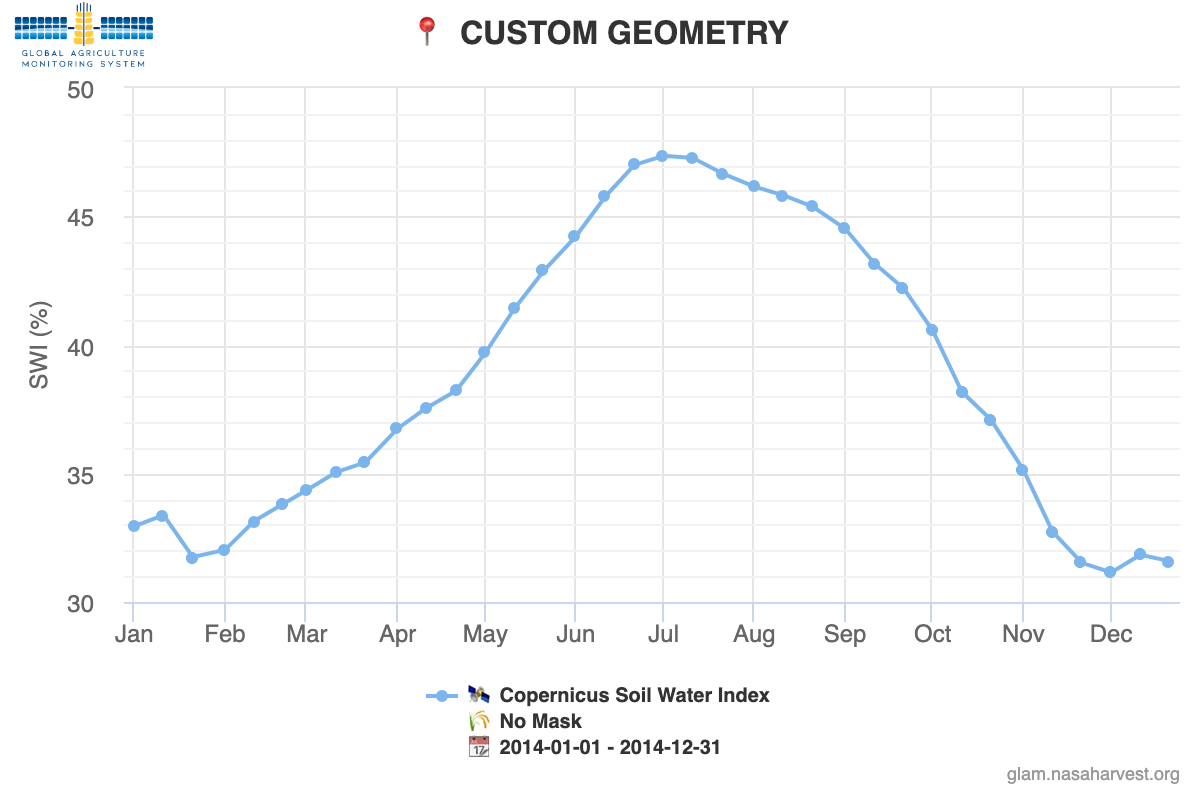 GLOBAL AGRICULTURE
MONITORING SYSTEM
CUSTOM GEOMETRY
50
45
40
35
30
SWI (%)
Jan Feb Mar Apr May Jun Jul Aug Sep Oct Nov Dec
Copernicus Soil Water Index
No Mask
17
2014-01-01 - 2014-12-31
glam.nasaharvest.org